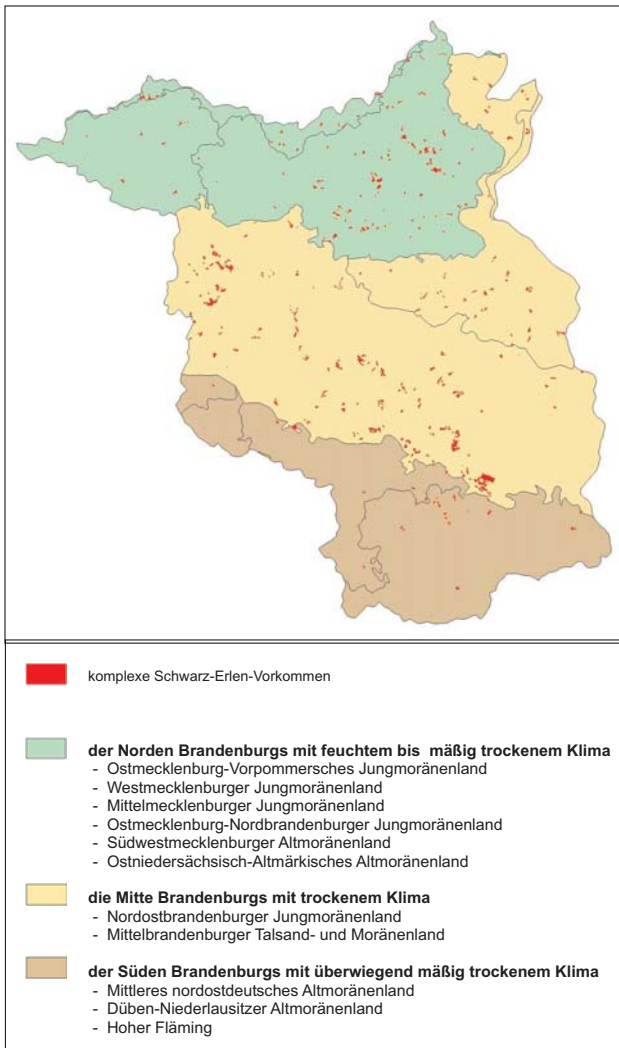 komplexe Schwarz-Erlen-Vorkommen
der Norden Brandenburgs mit feuchtem bis mäßig trockenem Klima
- Ostmecklenburg-Vorpommersches Jungmoränenland
- Westmecklenburger Jungmoränenland
- Mittelmecklenburger Jungmoränenland
- Ostmecklenburg-Nordbrandenburger Jungmoränenland
- Südwestmecklenburger Altmoränenland
- Ostniedersächsisch-Altmärkisches Altmoränenland
die Mitte Brandenburgs mit trockenem Klima
- Nordostbrandenburger Jungmoränenland
- Mittelbrandenburger Talsand- und Moränenland
der Süden Brandenburgs mit überwiegend mäßig trockenem Klima
- Mittleres nordostdeutsches Altmoränenland
- Düben-Niederlausitzer Altmoränenland
- Hoher Fläming